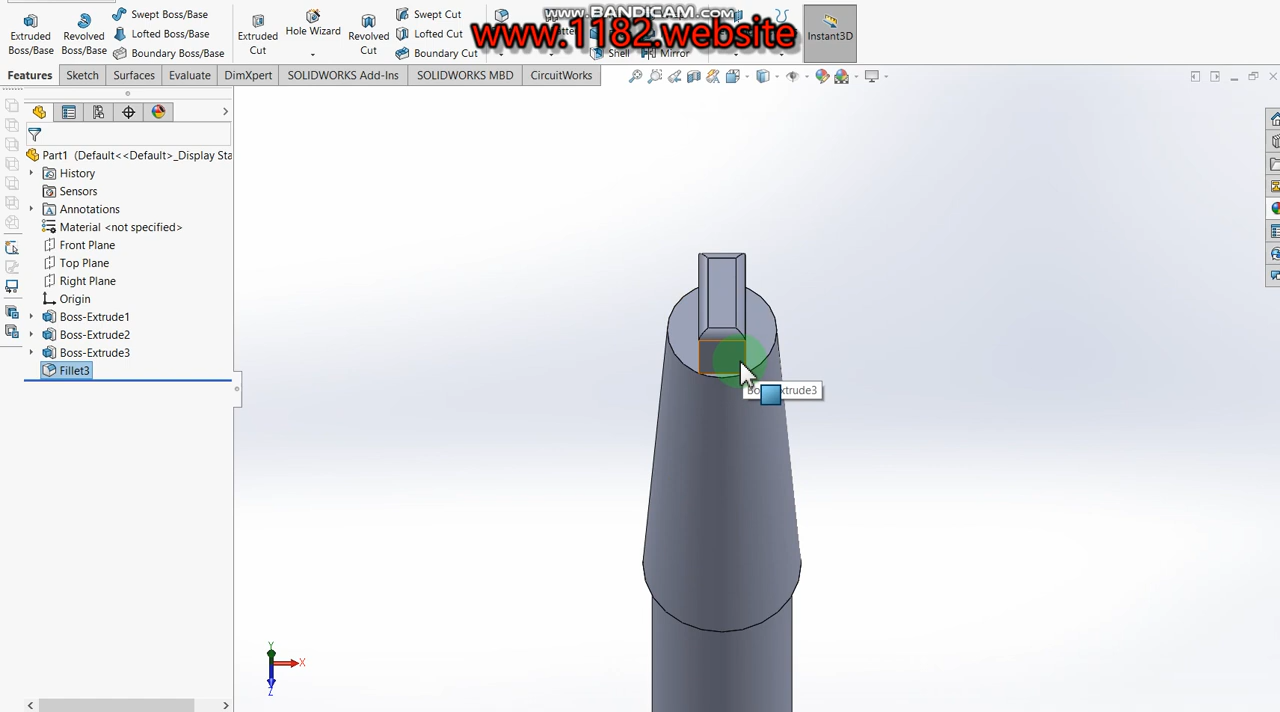 www.BANDICAM.com
www.1182.website
Extruded Boss/Base
Revolved Boss/Base
Swept Boss/Base
Lofted Boss/Base
Boundary Boss/Base
Extruded Cut
Hole Wizard
Revolved Cut
Swept Cut
Lofted Cut
Boundary Cut
Shell
Mirror
Instant3D
Features
Sketch
Surfaces
Evaluate
DimXpert
SOLIDWORKS Add-Ins
SOLIDWORKS MBD
CircuitWorks
Part1 (Default<<Default>_Display Sta
History
Sensors
Annotations
Material <not specified>
Front Plane
Top Plane
Right Plane
Origin
Boss-Extrude1
Boss-Extrude2
Boss-Extrude3
Fillet3
Y
X
Z